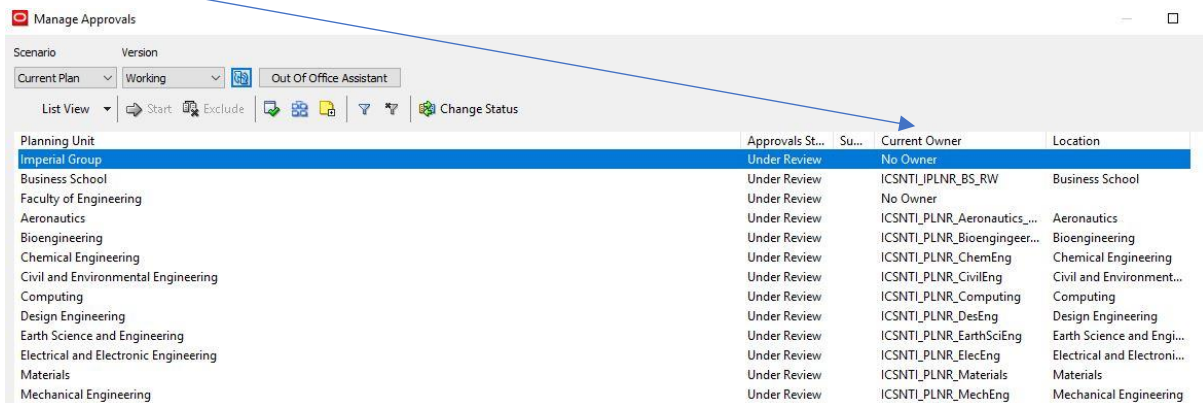 Manage Approvals
Scenario Version
Current Plan Working Out Of Office Assistant
List View Start Exclude Change Status
Planning Unit Approvals St... Su... Current Owner Location
Imperial Group Under Review No Owner
Business School Under Review ICSNTI_IPLNR_BS_RW Business School
Faculty of Engineering Under Review No Owner
Aeronautics Under Review ICSNTI_PLNR_Aeronautics_... Aeronautics
Bioengineering Under Review ICSNTI_PLNR_Bioengingeer... Bioengineering
Chemical Engineering Under Review ICSNTI_PLNR_ChemEng Chemical Engineering
Civil and Environmental Engineering Under Review ICSNTI_PLNR_CivilEng Civil and Environment...
Computing Under Review ICSNTI_PLNR_Computing Computing
Design Engineering Under Review ICSNTI_PLNR_DesEng Design Engineering
Earth Science and Engineering Under Review ICSNTI_PLNR_EarthSciEng Earth Science and Engi...
Electrical and Electronic Engineering Under Review ICSNTI_PLNR_ElecEng Electrical and Electroni...
Materials Under Review ICSNTI_PLNR_Materials Materials
Mechanical Engineering Under Review ICSNTI_PLNR_MechEng Mechanical Engineering